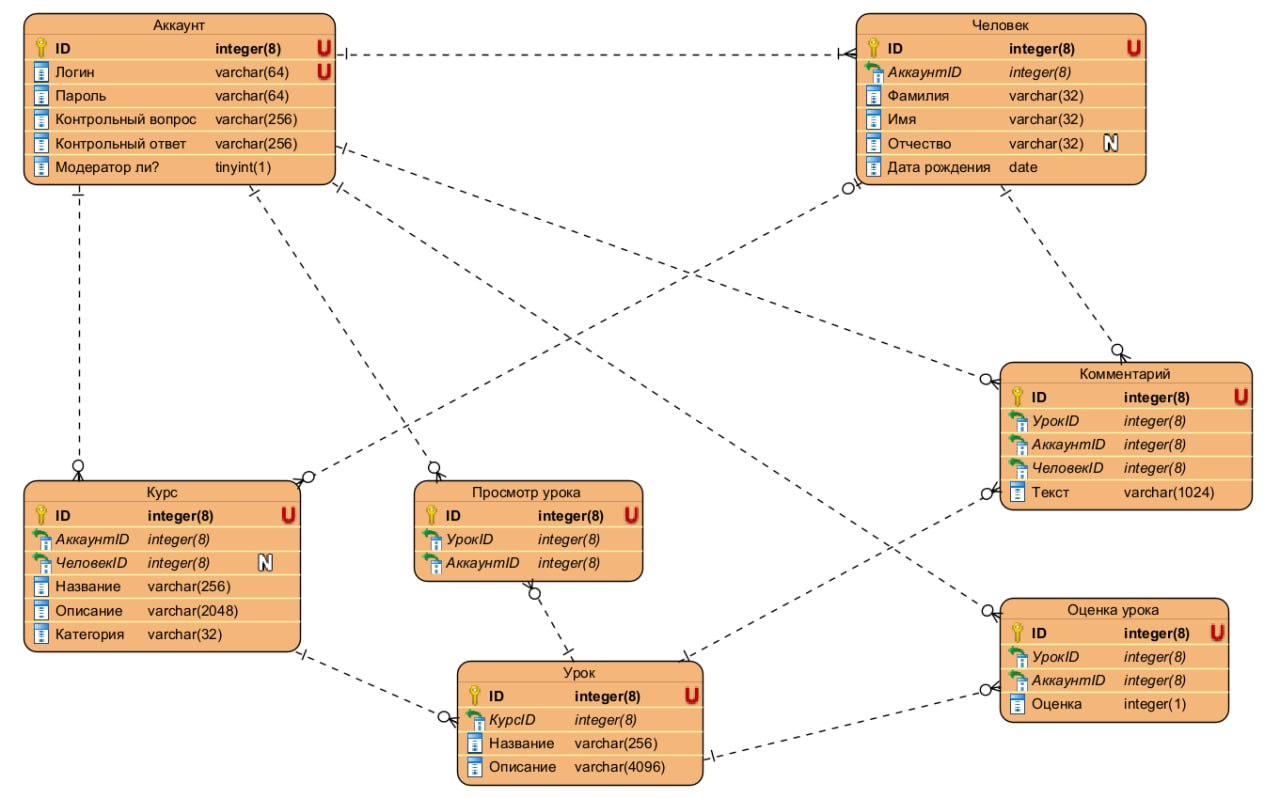 Аккаунт
ID integer(8) U
Логин varchar(64) U
Пароль varchar(64)
Контрольный вопрос varchar(256)
Контрольный ответ varchar(256)
Модератор ли? tinyint(1)
Человек
ID integer(8) U
АккаунтID integer(8)
Фамилия varchar(32)
Имя varchar(32)
Отчество varchar(32) N
Дата рождения date
Комментарий
ID integer(8) U
УрокID integer(8)
АккаунтID integer(8)
ЧеловекID integer(8)
Текст varchar(1024)
Курс
ID integer(8) U
АккаунтID integer(8)
ЧеловекID integer(8) N
Название varchar(256)
Описание varchar(2048)
Категория varchar(32)
Просмотр урока
ID integer(8) U
УрокID integer(8)
АккаунтID integer(8)
Оценка урока
ID integer(8) U
УрокID integer(8)
АккаунтID integer(8)
Оценка integer(1)
Урок
ID integer(8) U
КурсID integer(8)
Название varchar(256)
Описание varchar(4096)